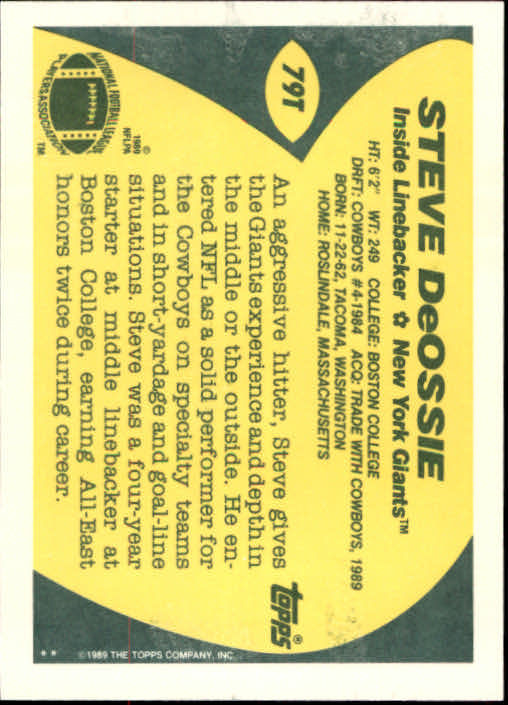 79T
STEVE DeOSSIE
Inside Linebacker ✩ New York Giants™
HT: 6'2" WT: 249 COLLEGE: BOSTON COLLEGE
DRFT: COWBOYS #4-1984 ACQ: TRADE WITH COWBOYS, 1989
BORN: 11-22-62, TACOMA, WASHINGTON
HOME: ROSLINDALE, MASSACHUSETTS
An aggressive hitter, Steve gives
the Giants experience and depth in
the middle or the outside. He en-
tered NFL as a solid performer for
the Cowboys on specialty teams
and in short-yardage and goal-line
situations. Steve was a four-year
starter at middle linebacker at
Boston College, earning All-East
honors twice during career.
NATIONAL FOOTBALL LEAGUE
PLAYERS ASSOCIATION
™
©
1989
NFLPA
TOPPS®
** ©1989 THE TOPPS COMPANY, INC.